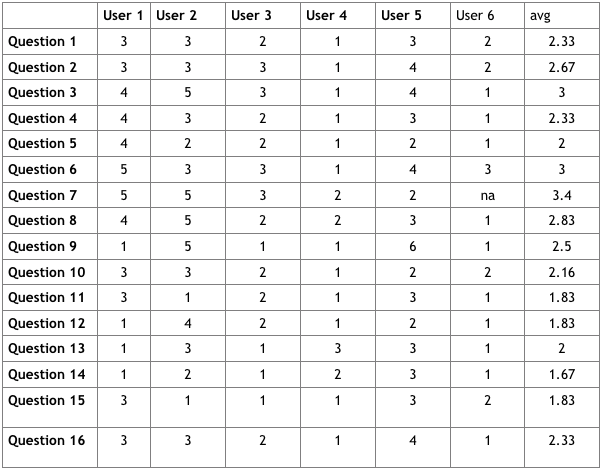 User 1 User 2 User 3 User 4 User 5 User 6 avg
Question 1 3 3 2 1 3 2 2.33
Question 2 3 3 3 1 4 2 2.67
Question 3 4 5 3 1 4 1 3
Question 4 4 3 2 1 3 1 2.33
Question 5 4 2 2 1 2 1 2
Question 6 5 3 3 1 4 3 3
Question 7 5 5 3 2 2 na 3.4
Question 8 4 5 2 2 3 1 2.83
Question 9 1 5 1 1 6 1 2.5
Question 10 3 3 2 1 2 2 2.16
Question 11 3 1 2 1 3 1 1.83
Question 12 1 4 2 1 2 1 1.83
Question 13 1 3 1 3 3 1 2
Question 14 1 2 1 2 3 1 1.67
Question 15 3 1 1 1 3 2 1.83
Question 16 3 3 2 1 4 1 2.33